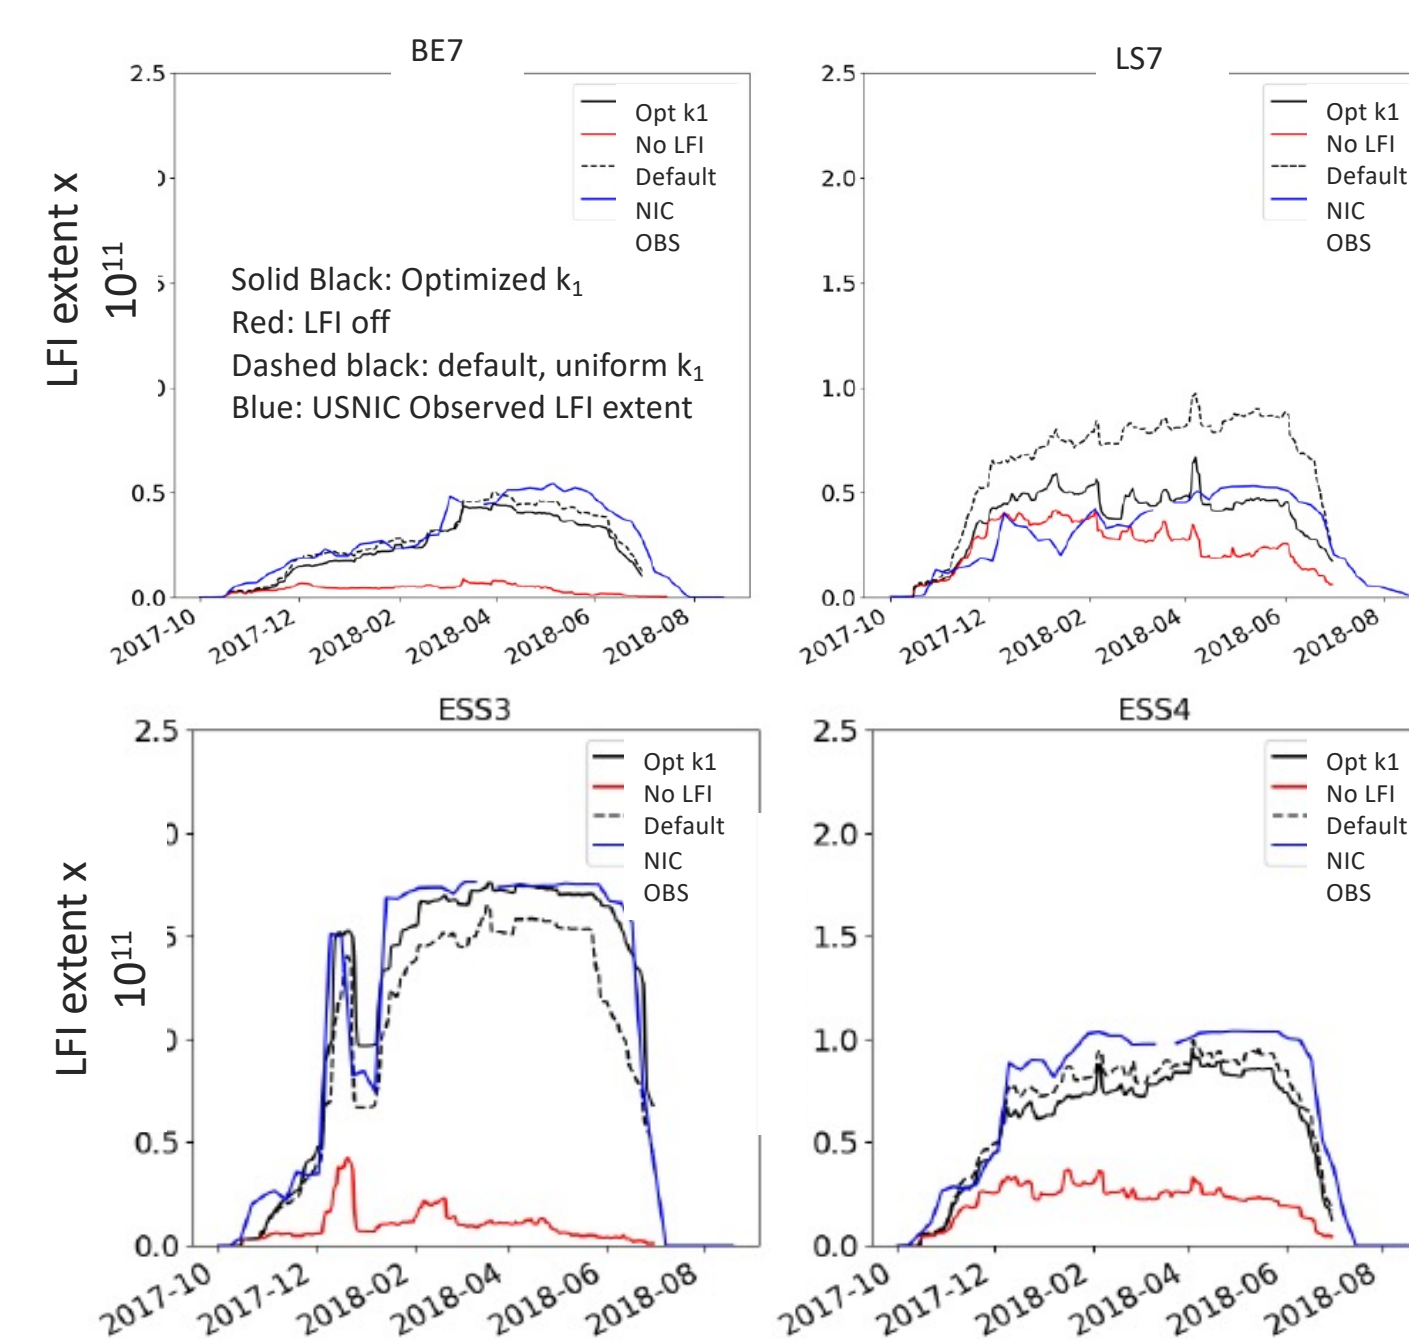 BE7
2.5
Opt k1
No LFI
Default
NIC
OBS
LFI extent x
10¹¹
Solid Black: Optimized k₁
Red: LFI off
Dashed black: default, uniform k₁
Blue: USNIC Observed LFI extent
0.5
0.0
2017-10
2017-12
2018-02
2018-04
2018-06
2018-08
LS7
2.5
2.0
1.5
1.0
0.5
0.0
Opt k1
No LFI
Default
NIC
OBS
2017-10
2017-12
2018-02
2018-04
2018-06
2018-08
ESS3
2.5
Opt k1
No LFI
Default
NIC
OBS
LFI extent x
10¹¹
0.5
0.0
2017-10
2017-12
2018-02
2018-04
2018-06
2018-08
ESS4
2.5
2.0
1.5
1.0
0.5
0.0
Opt k1
No LFI
Default
NIC
OBS
2017-10
2017-12
2018-02
2018-04
2018-06
2018-08